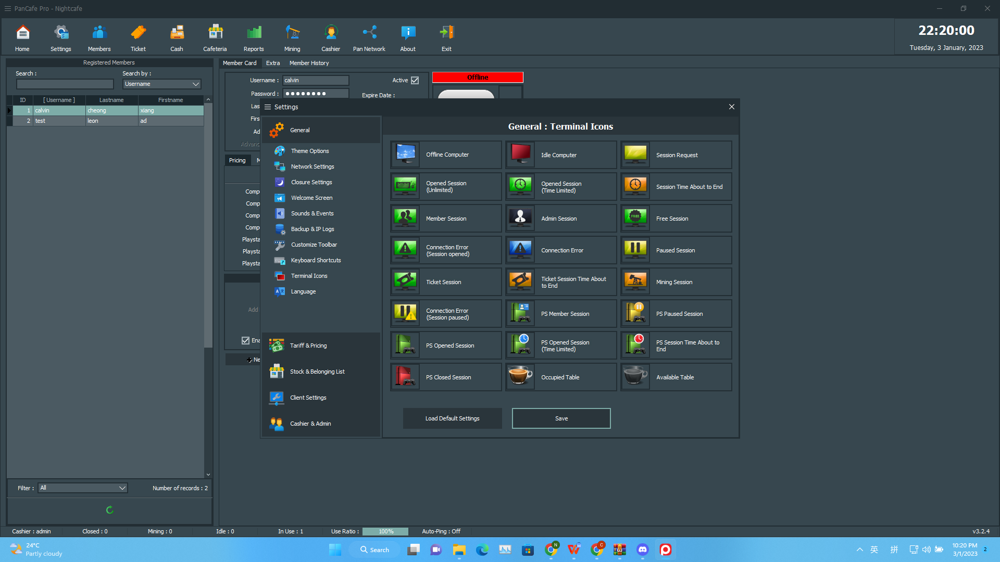 PanCafe Pro - Nightcafe
Home
Settings
Members
Ticket
Cash
Cafeteria
Reports
Mining
Cashier
Pan Network
About
Exit
22:20:00
Tuesday, 3 January, 2023
Registered Members
Search :
Search by :
Username
ID [ Username ] Lastname Firstname
1 calvin cheong xiang
2 test leon ad
Filter : All
Number of records : 2
Member Card
Extra
Member History
Username : calvin
Active
Offline
Password :
Expire Date :
Las
Firs
Ad
Advanc
Pricing
M
Comp
Comp
Comp
Comp
Playsta
Playsta
Playsta
Add
Ena
Ne
Settings
General
Theme Options
Network Settings
Closure Settings
Welcome Screen
Sounds & Events
Backup & IP Logs
Customize Toolbar
Keyboard Shortcuts
Terminal Icons
Language
Tariff & Pricing
Stock & Belonging List
Client Settings
Cashier & Admin
General : Terminal Icons
Offline Computer
Idle Computer
Session Request
Opened Session
(Unlimited)
Opened Session
(Time Limited)
Session Time About to End
Member Session
Admin Session
FREE
Free Session
Connection Error
(Session opened)
Connection Error
Paused Session
Ticket Session
Ticket Session Time About
to End
Mining Session
Connection Error
(Session paused)
PS Member Session
PS Paused Session
PS Opened Session
PS Opened Session
(Time Limited)
PS Session Time About to
End
PS Closed Session
Occupied Table
Available Table
Load Default Settings
Save
Cashier : admin
Closed : 0
Mining : 0
Idle : 0
In Use : 1
Use Ratio : 100%
Auto-Ping : Off
v3.2.4
24°C
Partly cloudy
Search
N
C
英
拼
10:20 PM
3/1/2023
2